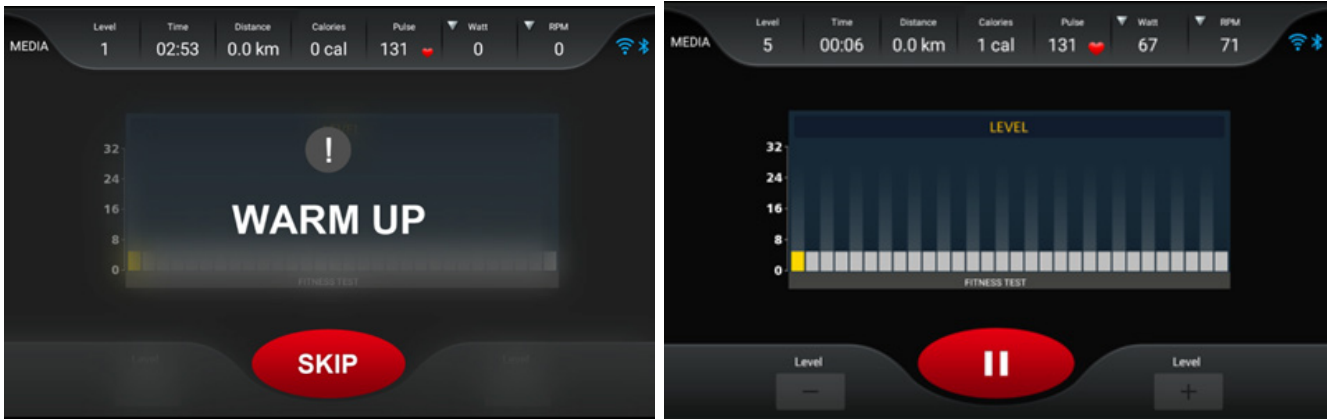 Level Time Distance Calories Pulse Watt RPM
MEDIA 1 02:53 0.0 km 0 cal 131 0 0
LEVEL
!
32
24
16
WARM UP
8
0
FITNESS TEST
Level Level
SKIP
Level Time Distance Calories Pulse Watt RPM
MEDIA 5 00:06 0.0 km 1 cal 131 67 71
LEVEL
32
24
16
8
0
FITNESS TEST
Level Level
− +